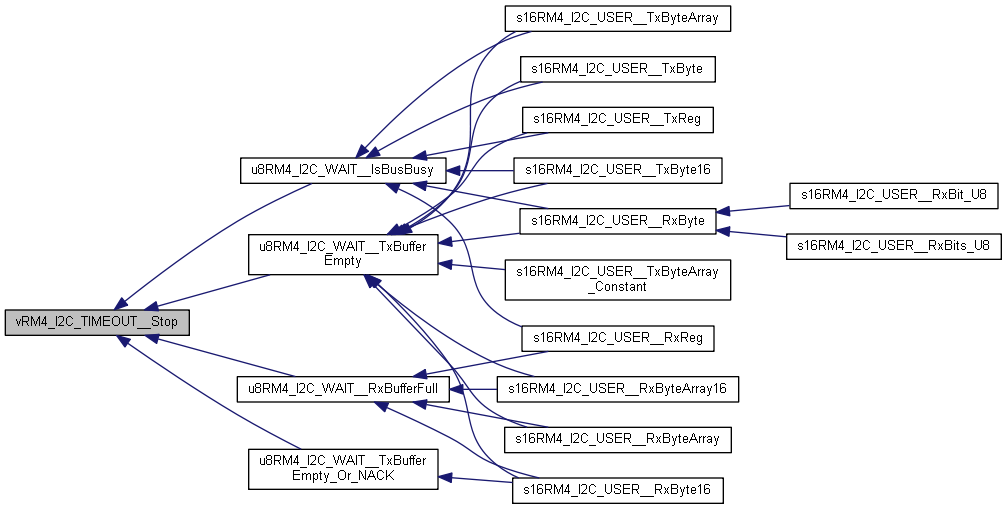 s16RM4_I2C_USER__TxByteArray
s16RM4_I2C_USER__TxByte
s16RM4_I2C_USER__TxReg
u8RM4_I2C_WAIT__IsBusBusy
s16RM4_I2C_USER__TxByte16
s16RM4_I2C_USER__RxBit_U8
s16RM4_I2C_USER__RxByte
s16RM4_I2C_USER__RxBits_U8
u8RM4_I2C_WAIT__TxBuffer
Empty
s16RM4_I2C_USER__TxByteArray
_Constant
vRM4_I2C_TIMEOUT__Stop
s16RM4_I2C_USER__RxReg
u8RM4_I2C_WAIT__RxBufferFull
s16RM4_I2C_USER__RxByteArray16
s16RM4_I2C_USER__RxByteArray
u8RM4_I2C_WAIT__TxBuffer
Empty_Or_NACK
s16RM4_I2C_USER__RxByte16